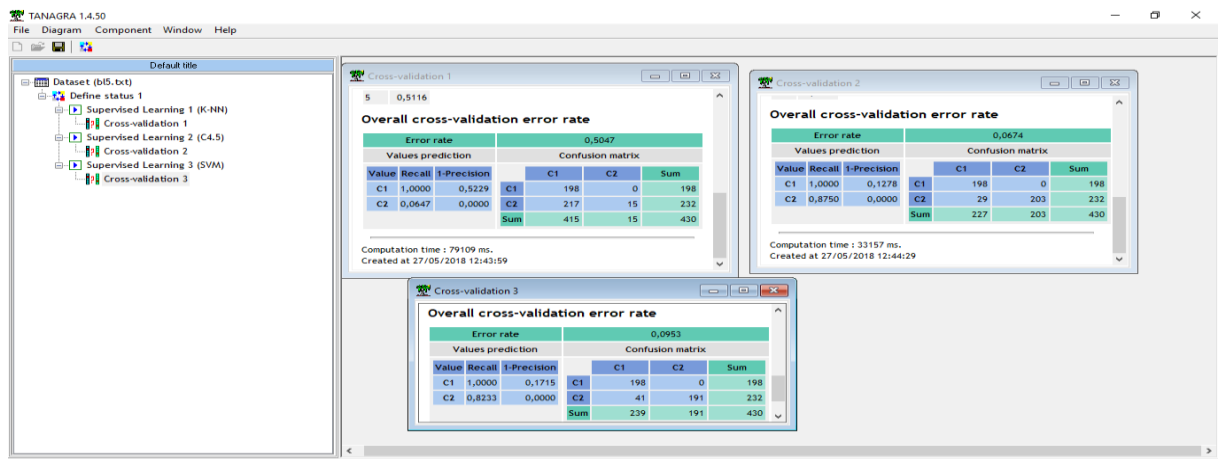 TANAGRA 1.4.50
File Diagram Component Window Help
Default title
Dataset (bl5.txt)
Define status 1
Supervised Learning 1 (K-NN)
Cross-validation 1
Supervised Learning 2 (C4.5)
Cross-validation 2
Supervised Learning 3 (SVM)
Cross-validation 3
Cross-validation 1
5 0,5116
Overall cross-validation error rate
Error rate 0,5047
Values prediction Confusion matrix
Value Recall 1-Precision C1 C2 Sum
C1 1,0000 0,5229 C1 198 0 198
C2 0,0647 0,0000 C2 217 15 232
Sum 415 15 430
Computation time : 79109 ms.
Created at 27/05/2018 12:43:59
Cross-validation 2
Overall cross-validation error rate
Error rate 0,0674
Values prediction Confusion matrix
Value Recall 1-Precision C1 C2 Sum
C1 1,0000 0,1278 C1 198 0 198
C2 0,8750 0,0000 C2 29 203 232
Sum 227 203 430
Computation time : 33157 ms.
Created at 27/05/2018 12:44:29
Cross-validation 3
Overall cross-validation error rate
Error rate 0,0953
Values prediction Confusion matrix
Value Recall 1-Precision C1 C2 Sum
C1 1,0000 0,1715 C1 198 0 198
C2 0,8233 0,0000 C2 41 191 232
Sum 239 191 430